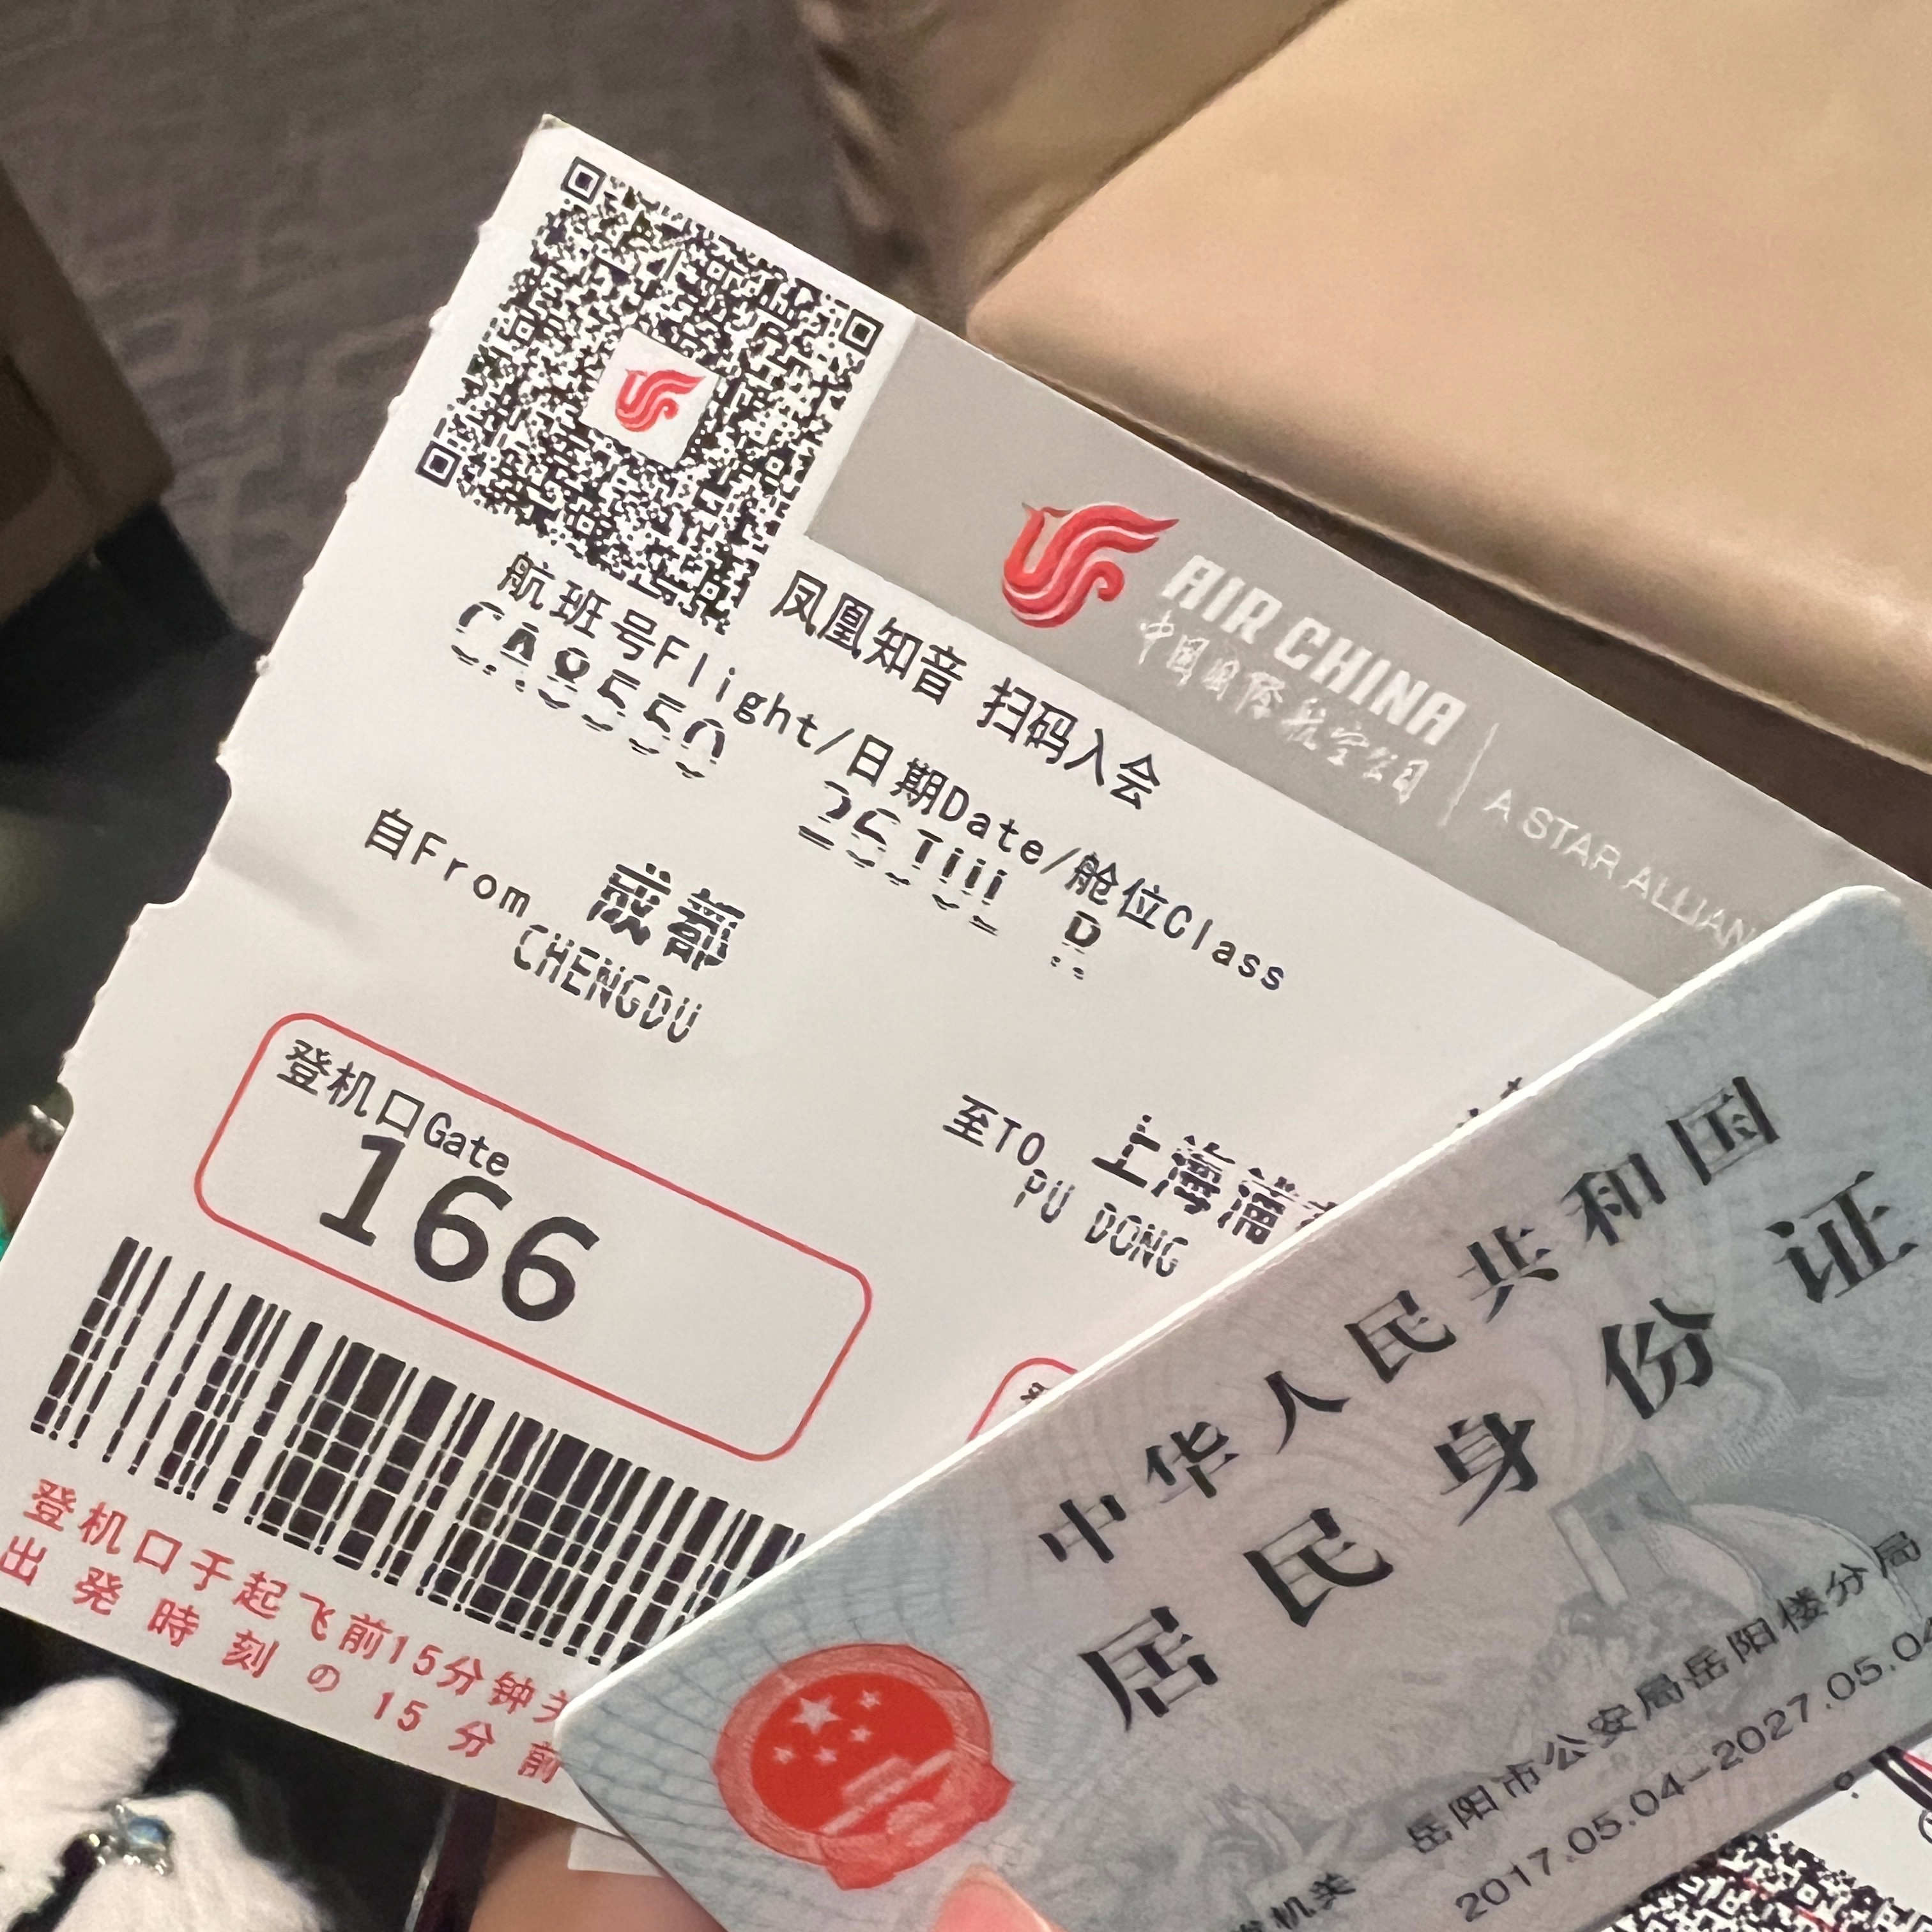 AIR CHINA
中国国际航空公司
A STAR ALLIAN
凤凰知音 扫码入会
航班号Flight/日期Date/舱位Class
CA8550 25JUL
自From 成都
CHENGDU
至TO 上海浦
PU DONG
登机口Gate
166
登机口于起飞前15分钟关
出発時刻の15分前
中华人民共和国
居民身份证
机关 岳阳市公安局岳阳楼分局
2017.05.04-2027.05.04